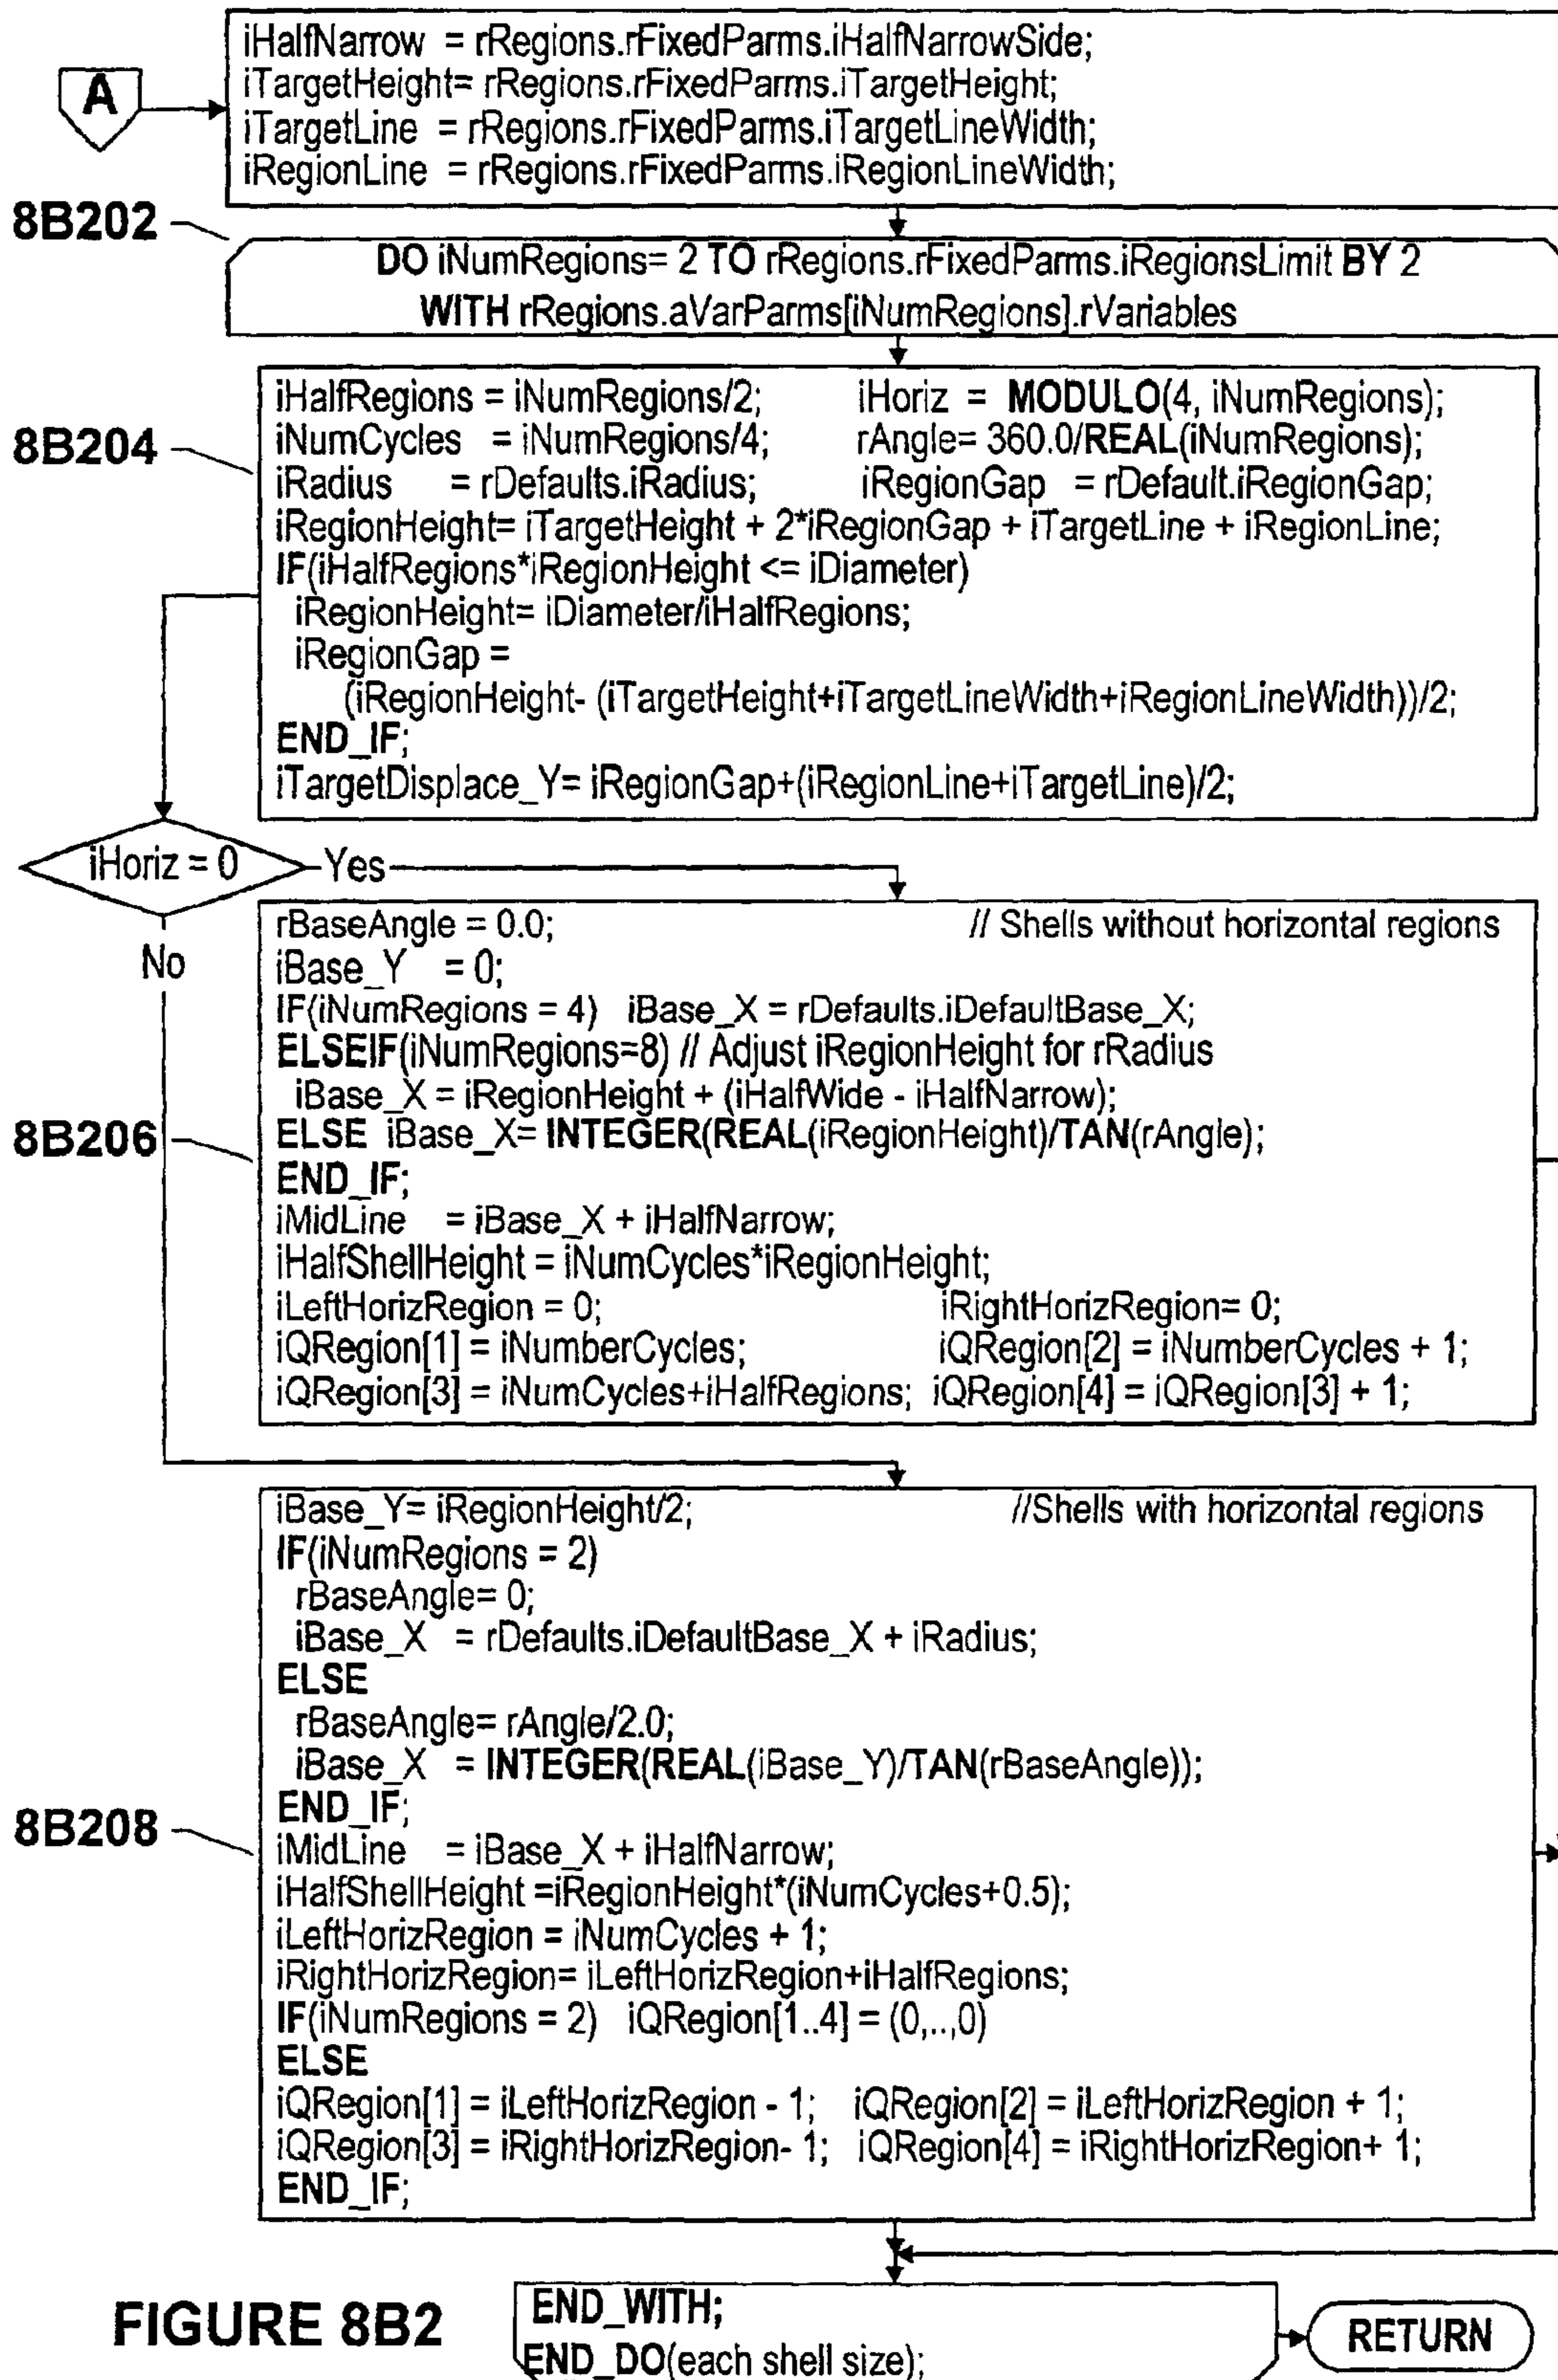 iHalfNarrow = rRegions.rFixedParms.iHalfNarrowSide;
A
iTargetHeight= rRegions.rFixedParms.iTargetHeight;
iTargetLine = rRegions.rFixedParms.iTargetLineWidth;
iRegionLine = rRegions.rFixedParms.iRegionLineWidth;
8B202
DO iNumRegions= 2 TO rRegions.rFixedParms.iRegionsLimit BY 2
WITH rRegions.aVarParms[iNumRegions].rVariables
8B204
iHalfRegions = iNumRegions/2; iHoriz = MODULO(4, iNumRegions);
iNumCycles = iNumRegions/4; rAngle= 360.0/REAL(iNumRegions);
iRadius = rDefaults.iRadius; iRegionGap = rDefault.iRegionGap;
iRegionHeight= iTargetHeight + 2*iRegionGap + iTargetLine + iRegionLine;
IF(iHalfRegions*iRegionHeight <= iDiameter)
iRegionHeight= iDiameter/iHalfRegions;
iRegionGap =
(iRegionHeight- (iTargetHeight+iTargetLineWidth+iRegionLineWidth))/2;
END_IF;
iTargetDisplace_Y= iRegionGap+(iRegionLine+iTargetLine)/2;
iHoriz = 0
Yes
No
8B206
rBaseAngle = 0.0; // Shells without horizontal regions
iBase_Y = 0;
IF(iNumRegions = 4) iBase_X = rDefaults.iDefaultBase_X;
ELSEIF(iNumRegions=8) // Adjust iRegionHeight for rRadius
iBase_X = iRegionHeight + (iHalfWide - iHalfNarrow);
ELSE iBase_X= INTEGER(REAL(iRegionHeight)/TAN(rAngle);
END_IF;
iMidLine = iBase_X + iHalfNarrow;
iHalfShellHeight = iNumCycles*iRegionHeight;
iLeftHorizRegion = 0; iRightHorizRegion= 0;
iQRegion[1] = iNumberCycles; iQRegion[2] = iNumberCycles + 1;
iQRegion[3] = iNumCycles+iHalfRegions; iQRegion[4] = iQRegion[3] + 1;
8B208
iBase_Y= iRegionHeight/2; //Shells with horizontal regions
IF(iNumRegions = 2)
rBaseAngle= 0;
iBase_X = rDefaults.iDefaultBase_X + iRadius;
ELSE
rBaseAngle= rAngle/2.0;
iBase_X = INTEGER(REAL(iBase_Y)/TAN(rBaseAngle));
END_IF;
iMidLine = iBase_X + iHalfNarrow;
iHalfShellHeight =iRegionHeight*(iNumCycles+0.5);
iLeftHorizRegion = iNumCycles + 1;
iRightHorizRegion= iLeftHorizRegion+iHalfRegions;
IF(iNumRegions = 2) iQRegion[1..4] = (0,..,0)
ELSE
iQRegion[1] = iLeftHorizRegion - 1; iQRegion[2] = iLeftHorizRegion + 1;
iQRegion[3] = iRightHorizRegion- 1; iQRegion[4] = iRightHorizRegion+ 1;
END_IF;
FIGURE 8B2
END_WITH;
END_DO(each shell size);
RETURN